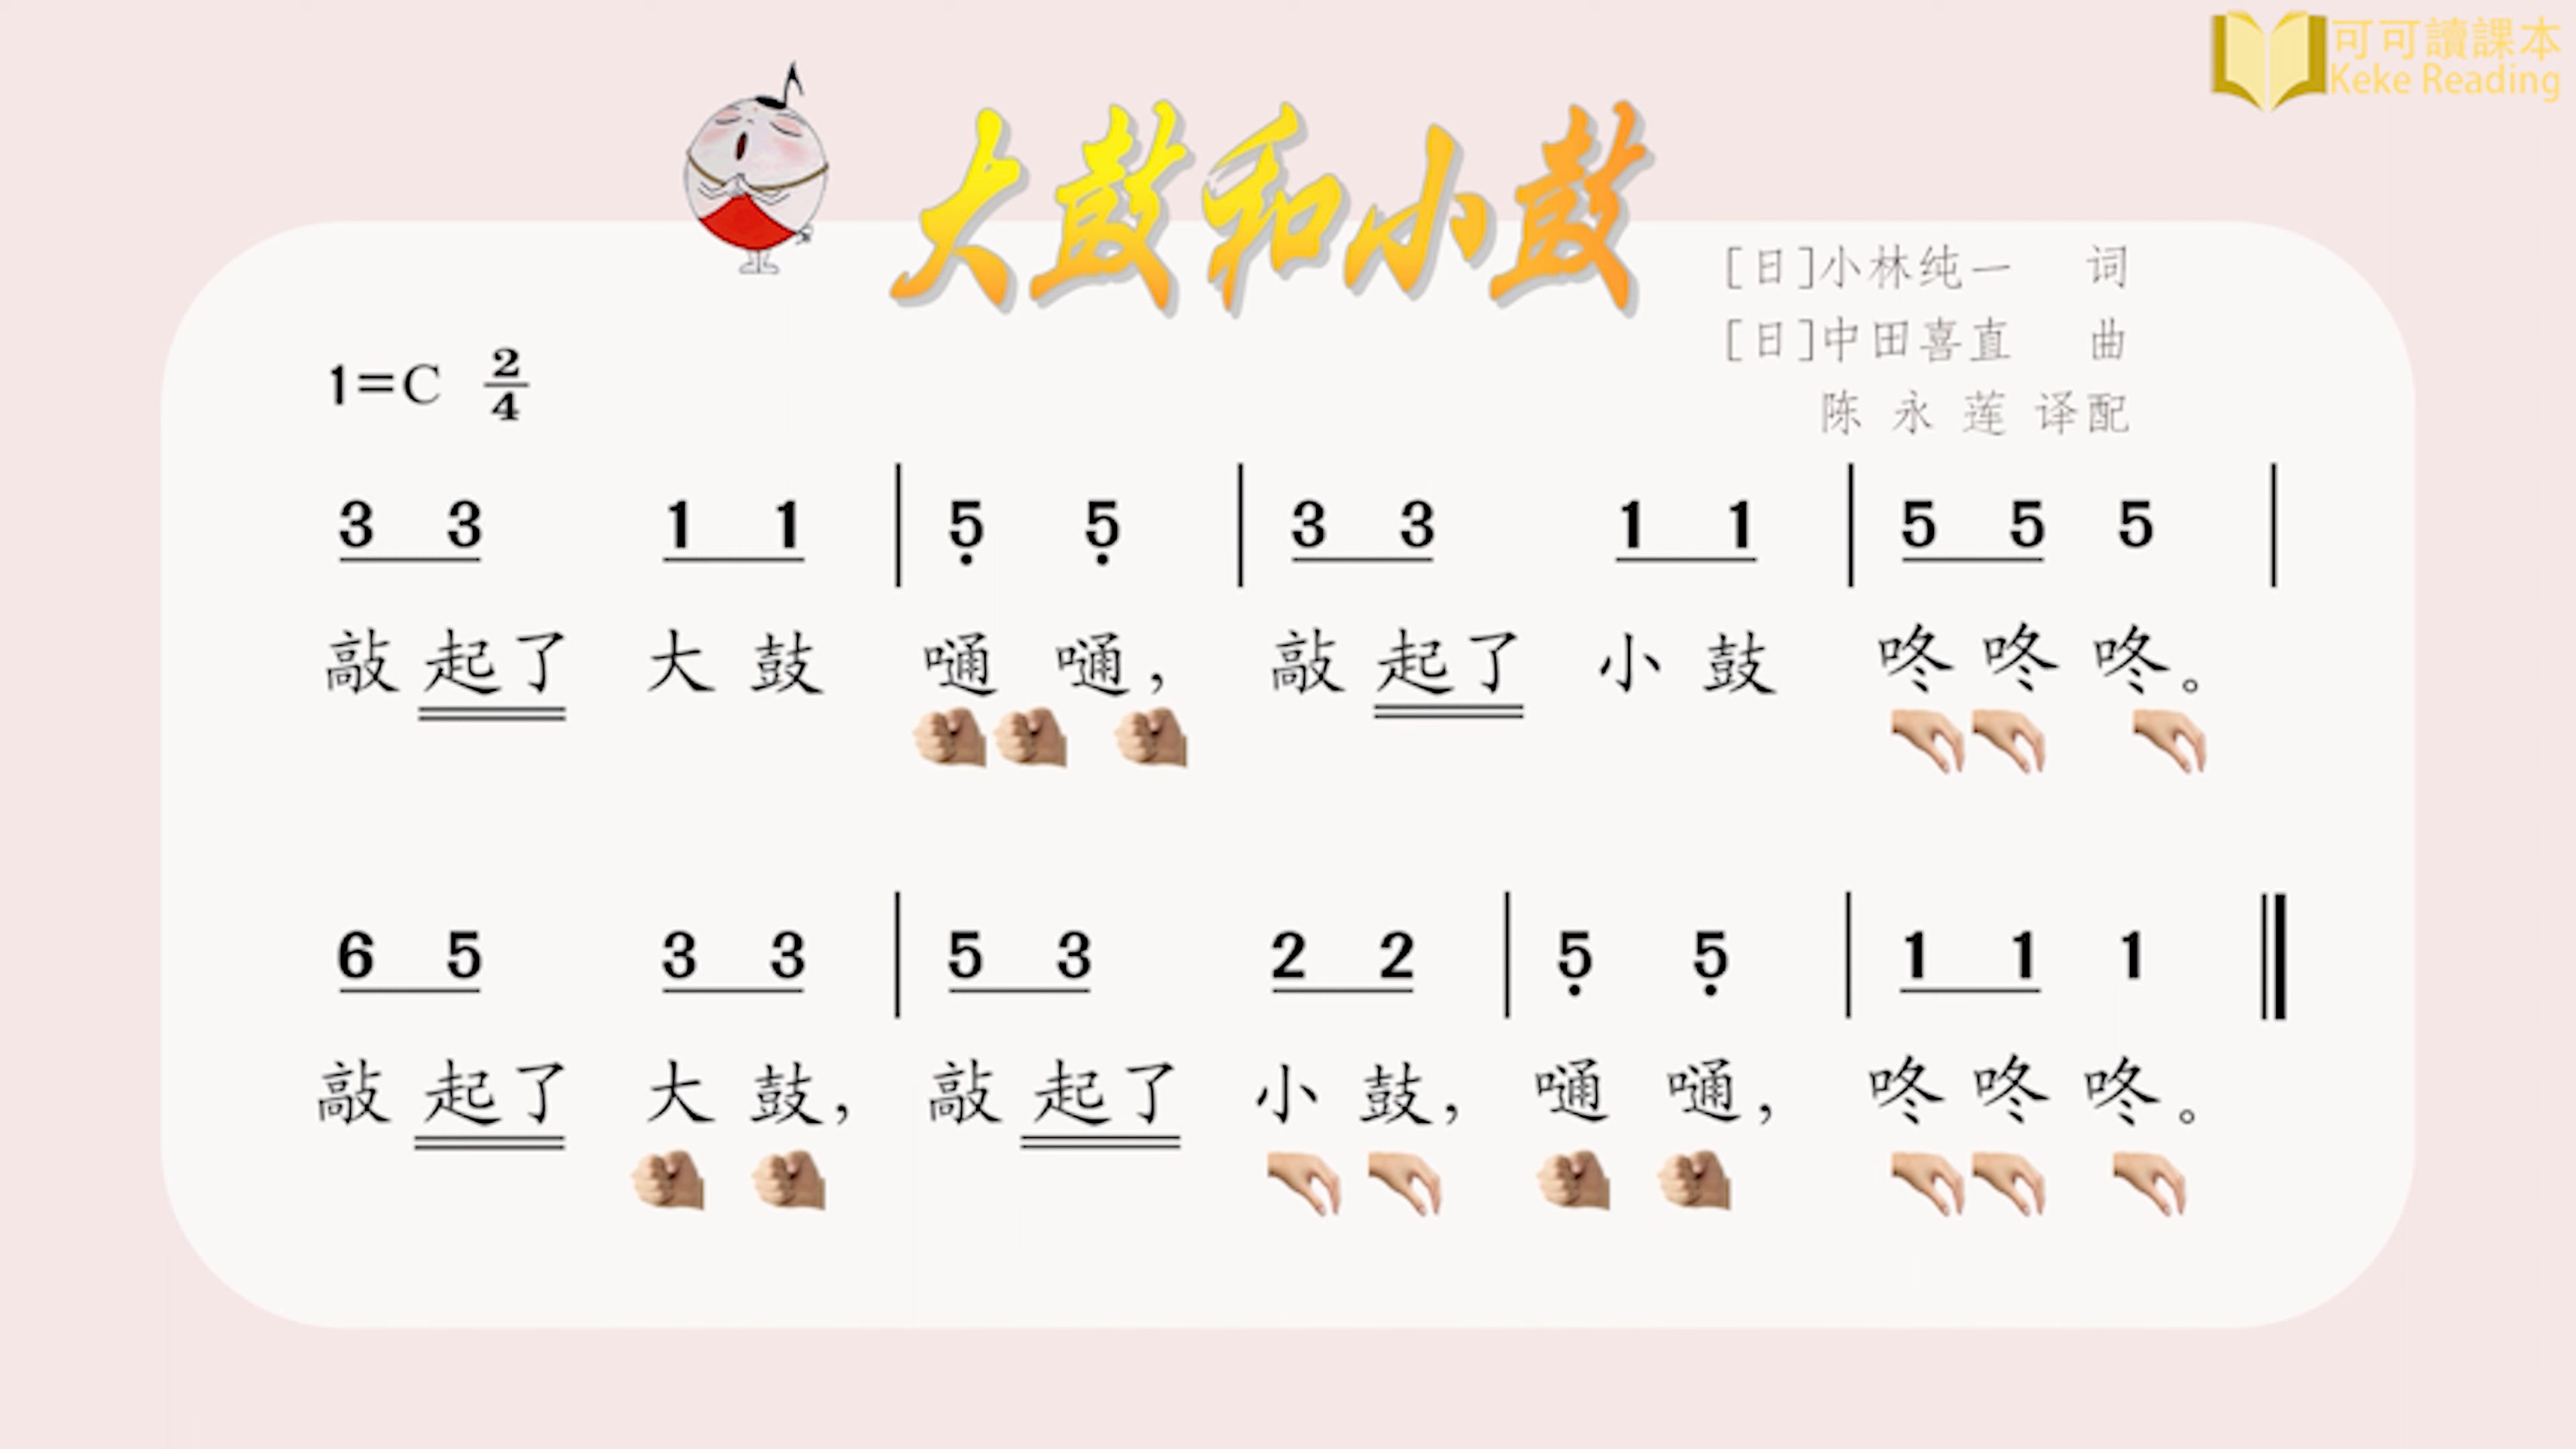 可可讀課本
Keke Reading
大鼓和小鼓
[日]小林纯一 词
[日]中田喜直 曲
陈永莲译配
1=C 2/4
3 3 1 1 | 5̣ 5̣ | 3 3 1 1 | 5 5 5 |
敲起了 大鼓 嗵 嗵， 敲起了 小鼓 咚咚咚。
6 5 3 3 | 5 3 2 2 | 5̣ 5̣ | 1 1 1 ‖
敲起了 大鼓， 敲起了 小鼓， 嗵 嗵， 咚咚咚。